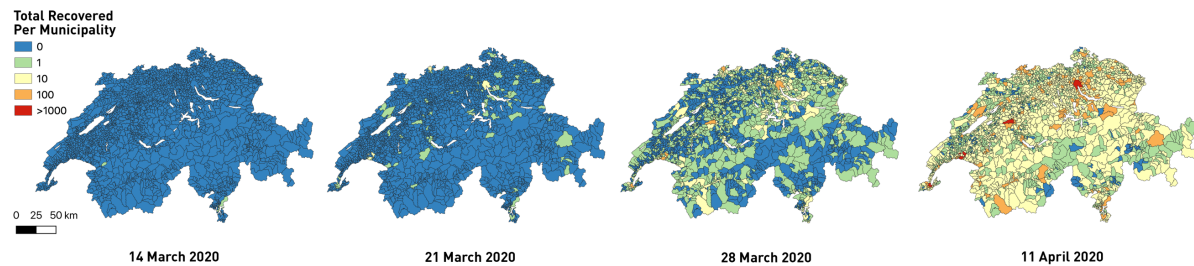 Total Recovered
Per Municipality
0
1
10
100
>1000
0 25 50 km
14 March 2020
21 March 2020
28 March 2020
11 April 2020